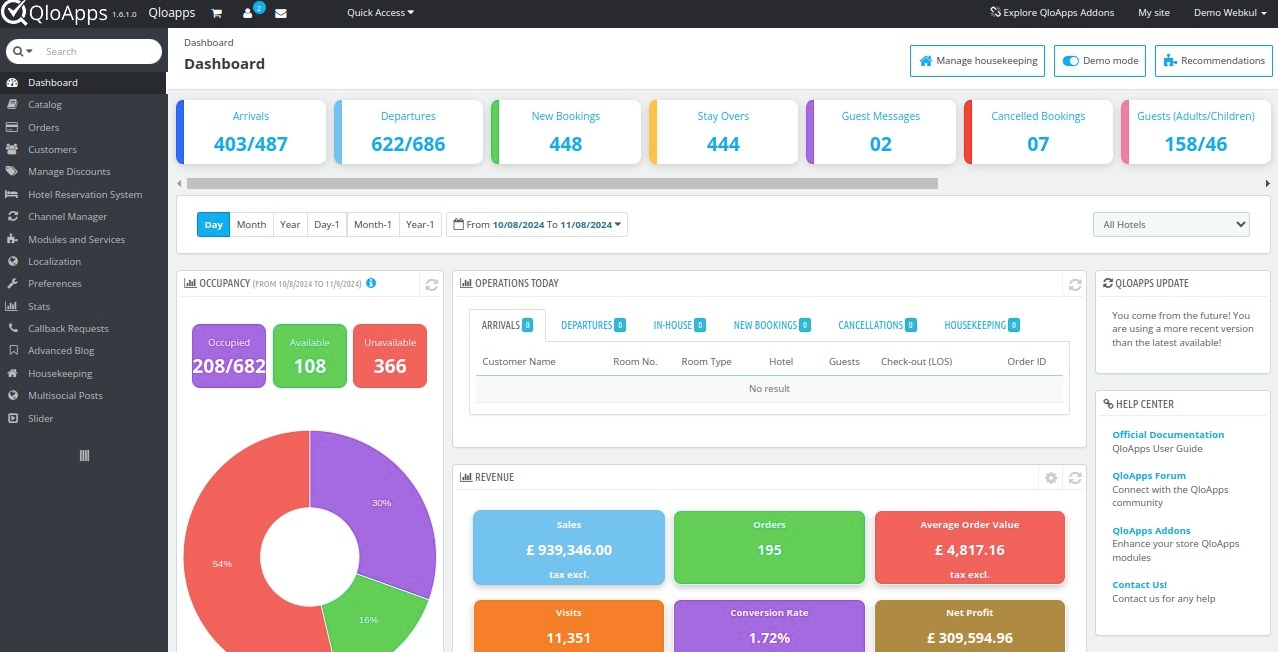 QloApps 1.6.1.0 Qloapps 2 Quick Access Explore QloApps Addons My site Demo Webkul
Search
Dashboard
Catalog
Orders
Customers
Manage Discounts
Hotel Reservation System
Channel Manager
Modules and Services
Localization
Preferences
Stats
Callback Requests
Advanced Blog
Housekeeping
Multisocial Posts
Slider
Dashboard
Dashboard
Manage housekeeping Demo mode Recommendations
Arrivals
403/487
Departures
622/686
New Bookings
448
Stay Overs
444
Guest Messages
02
Cancelled Bookings
07
Guests (Adults/Children)
158/46
Day Month Year Day-1 Month-1 Year-1 From 10/08/2024 To 11/08/2024 All Hotels
OCCUPANCY (FROM 10/8/2024 TO 11/9/2024)
Occupied
208/682
Available
108
Unavailable
366
30%
54%
16%
OPERATIONS TODAY
ARRIVALS 0 DEPARTURES 0 IN-HOUSE 0 NEW BOOKINGS 0 CANCELLATIONS 0 HOUSEKEEPING 0
Customer Name Room No. Room Type Hotel Guests Check-out (LOS) Order ID
No result
REVENUE
Sales
£ 939,346.00
tax excl.
Orders
195
Average Order Value
£ 4,817.16
tax excl.
Visits
11,351
Conversion Rate
1.72%
Net Profit
£ 309,594.96
QLOAPPS UPDATE
You come from the future! You
are using a more recent version
than the latest available!
HELP CENTER
Official Documentation
QloApps User Guide
QloApps Forum
Connect with the QloApps
community
QloApps Addons
Enhance your store QloApps
modules
Contact Us!
Contact us for any help